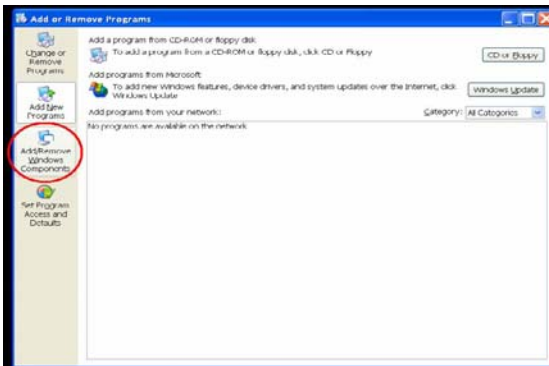 Add or Remove Programs
Change or
Remove
Programs
Add New
Programs
Add/Remove
Windows
Components
Set Program
Access and
Defaults
Add a program from CD-ROM or floppy disk
To add a program from a CD-ROM or floppy disk, click CD or Floppy
CD or Floppy
Add programs from Microsoft
To add new Windows features, device drivers, and system updates over the Internet, click
Windows Update
Windows Update
Add programs from your network:
Category: All Categories
No programs are available on the network